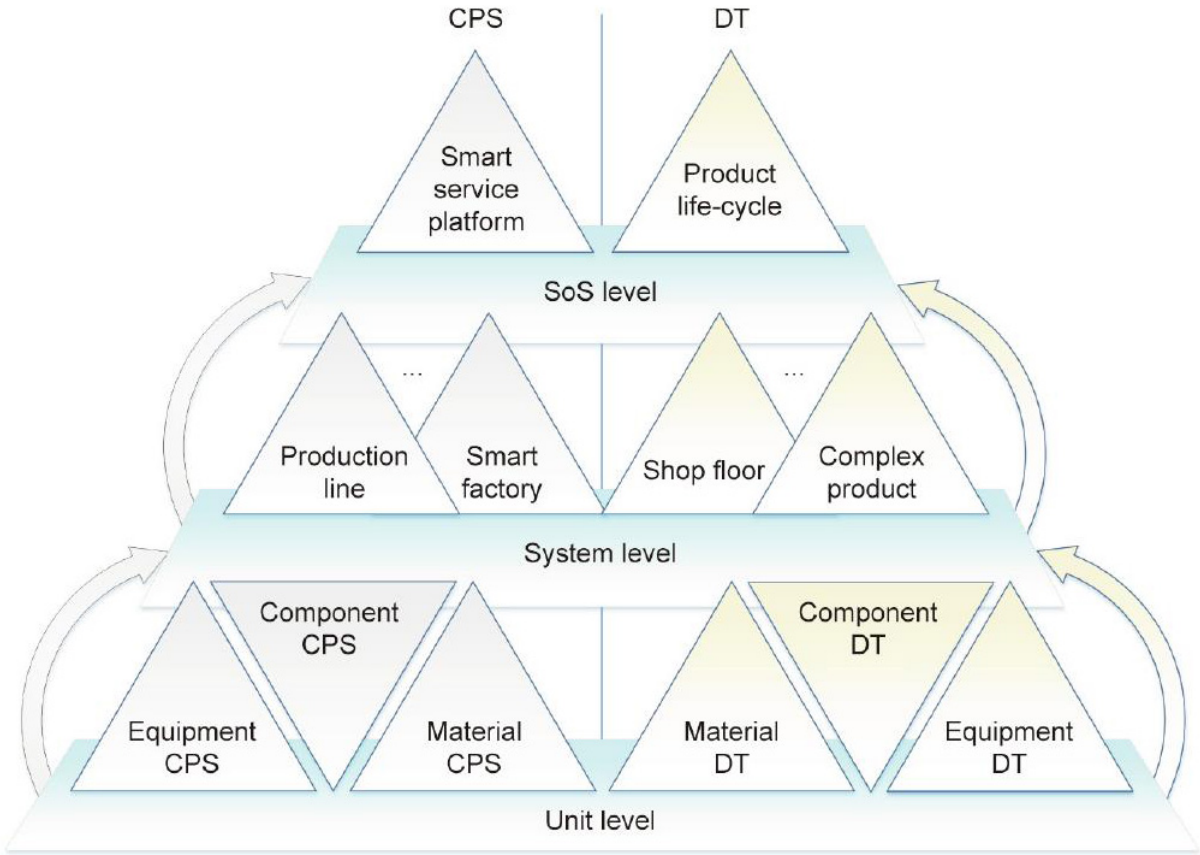 CPS
DT
Smart
service
platform
Product
life-cycle
SoS level
...
...
Production
line
Smart
factory
Shop floor
Complex
product
System level
Component
CPS
Component
DT
Equipment
CPS
Material
CPS
Material
DT
Equipment
DT
Unit level